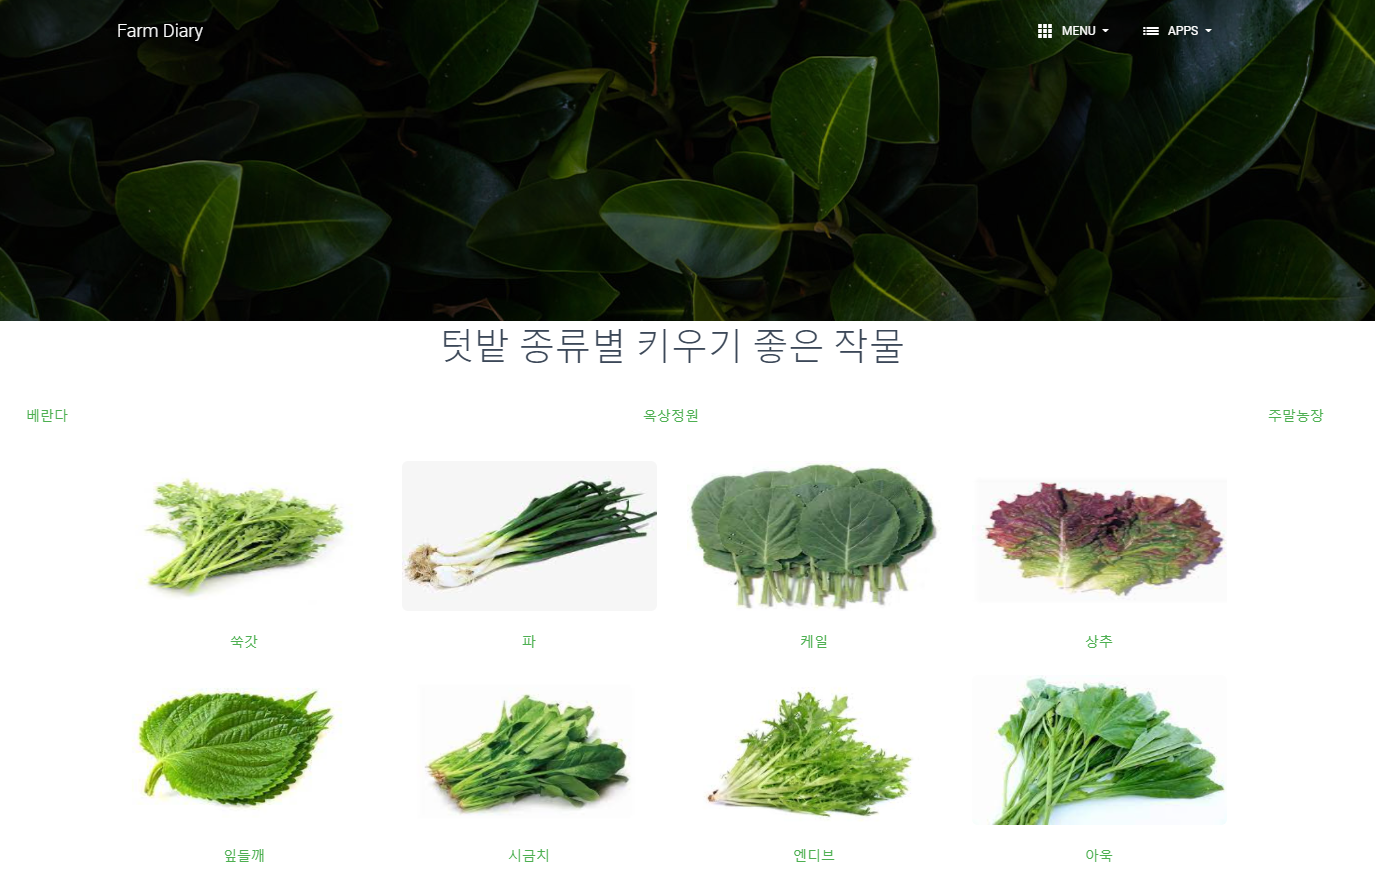 Farm Diary MENU APPS
텃밭 종류별 키우기 좋은 작물
베란다 옥상정원 주말농장
쑥갓 파 케일 상추
잎들깨 시금치 엔디브 아욱